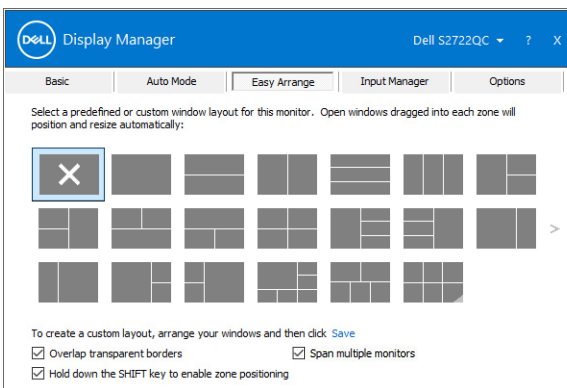 DELL Display Manager Dell S2722QC ? X
Basic Auto Mode Easy Arrange Input Manager Options
Select a predefined or custom window layout for this monitor. Open windows dragged into each zone will
position and resize automatically:
>
To create a custom layout, arrange your windows and then click Save
Overlap transparent borders Span multiple monitors
Hold down the SHIFT key to enable zone positioning